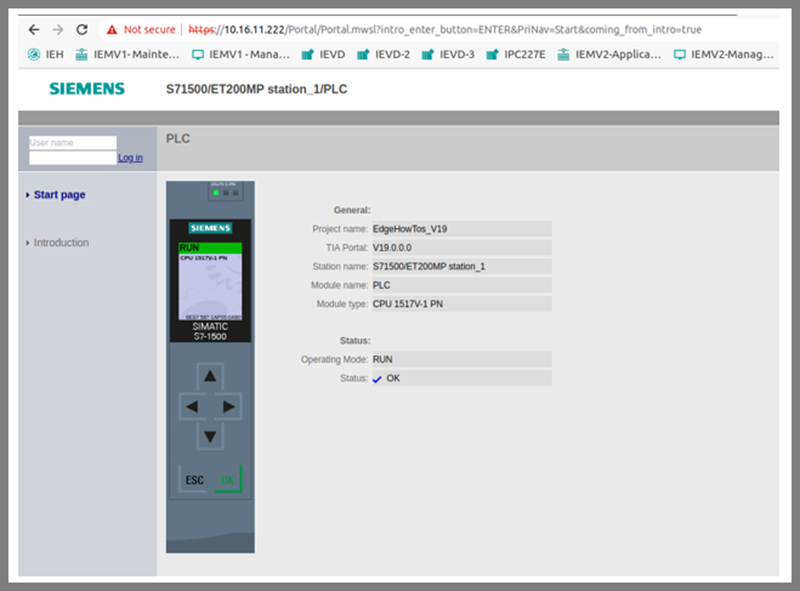 Not secure | https://10.16.11.222/Portal/Portal.mwsl?intro_enter_button=ENTER&PriNav=Start&coming_from_intro=true
IEH IEMV1- Mainte... IEMV1 - Mana... IEVD IEVD-2 IEVD-3 IPC227E IEMV2-Applica... IEMV2-Manag...
SIEMENS S71500/ET200MP station_1/PLC
User name
Log in
PLC
Start page
Introduction
SIEMENS
RUN
CPU 1517V-1 PN
SIMATIC
S7-1500
ESC OK
General:
Project name: EdgeHowTos_V19
TIA Portal: V19.0.0.0
Station name: S71500/ET200MP station_1
Module name: PLC
Module type: CPU 1517V-1 PN
Status:
Operating Mode: RUN
Status: OK